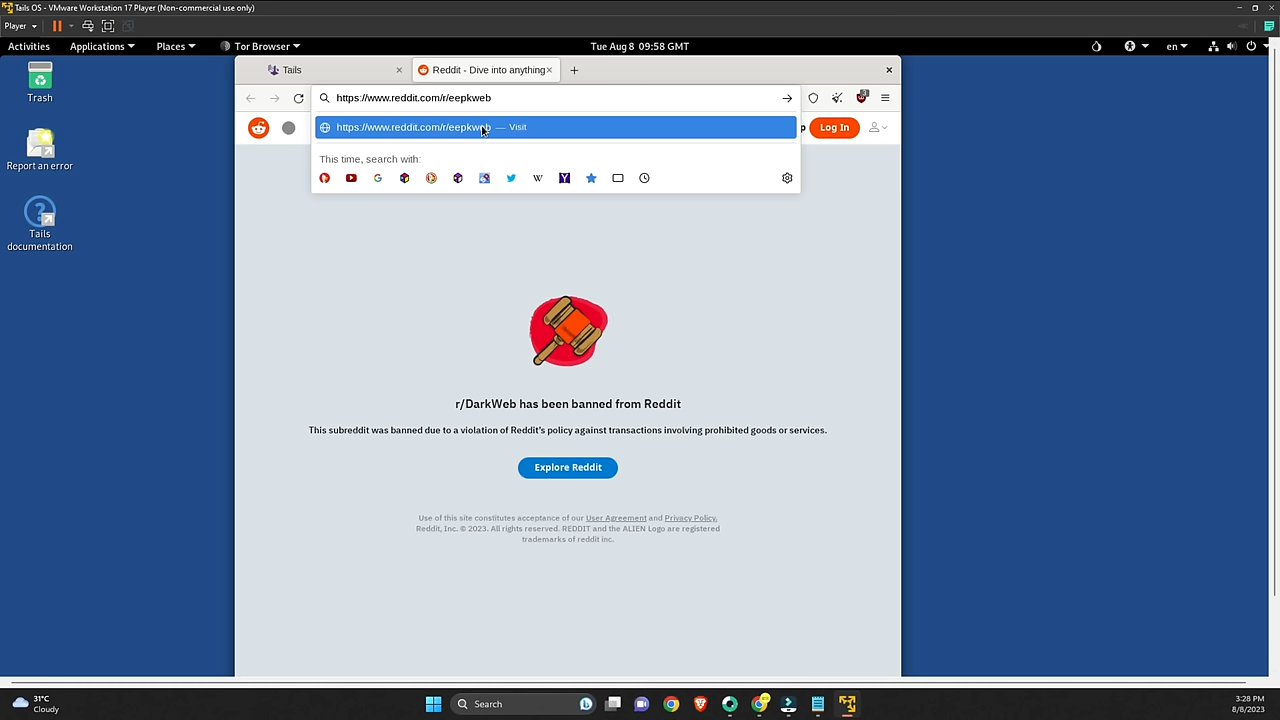 Tails OS - VMware Workstation 17 Player (Non-commercial use only)
Player
Activities Applications Places Tor Browser Tue Aug 8 09:58 GMT en
Trash
Report an error
Tails
documentation
Tails Reddit - Dive into anything
https://www.reddit.com/r/eepkweb
p Log In
https://www.reddit.com/r/eepkweb — Visit
This time, search with:
r/DarkWeb has been banned from Reddit
This subreddit was banned due to a violation of Reddit's policy against transactions involving prohibited goods or services.
Explore Reddit
Use of this site constitutes acceptance of our User Agreement and Privacy Policy.
Reddit, Inc. © 2023. All rights reserved. REDDIT and the ALIEN Logo are registered
trademarks of reddit inc.
31°C
Cloudy
Search
3:28 PM
8/8/2023